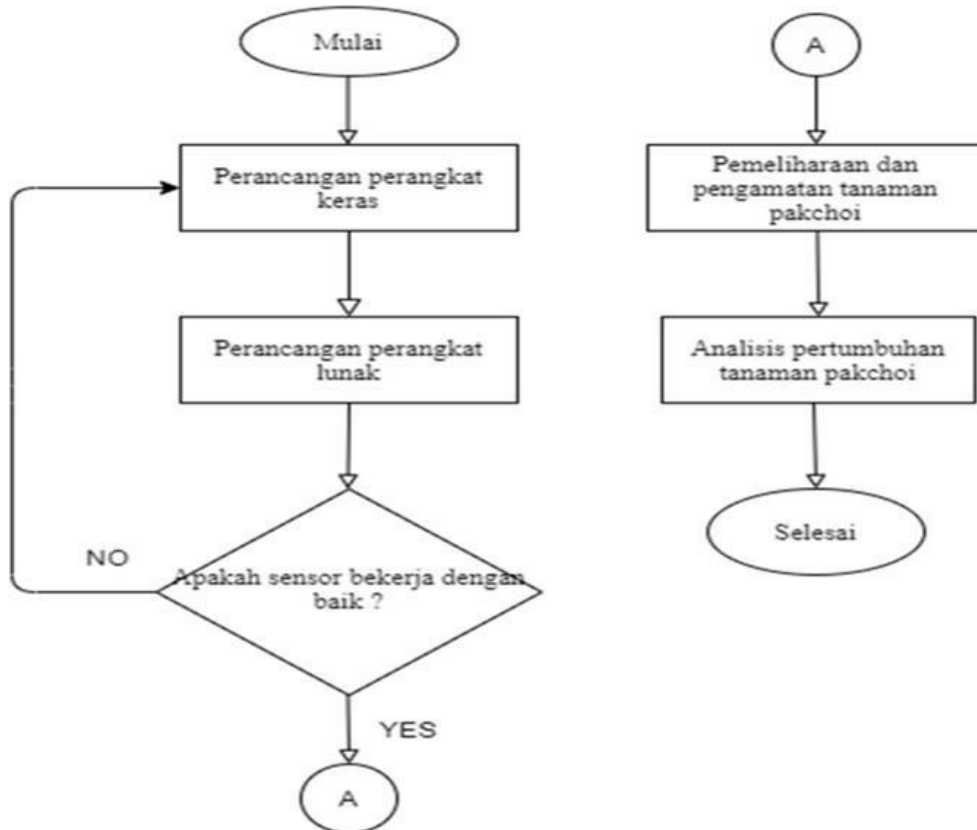 Mulai
Perancangan perangkat
keras
Perancangan perangkat
lunak
Apakah sensor bekerja dengan
baik ?
NO
YES
A
A
Pemeliharaan dan
pengamatan tanaman
pakchoi
Analisis pertumbuhan
tanaman pakchoi
Selesai